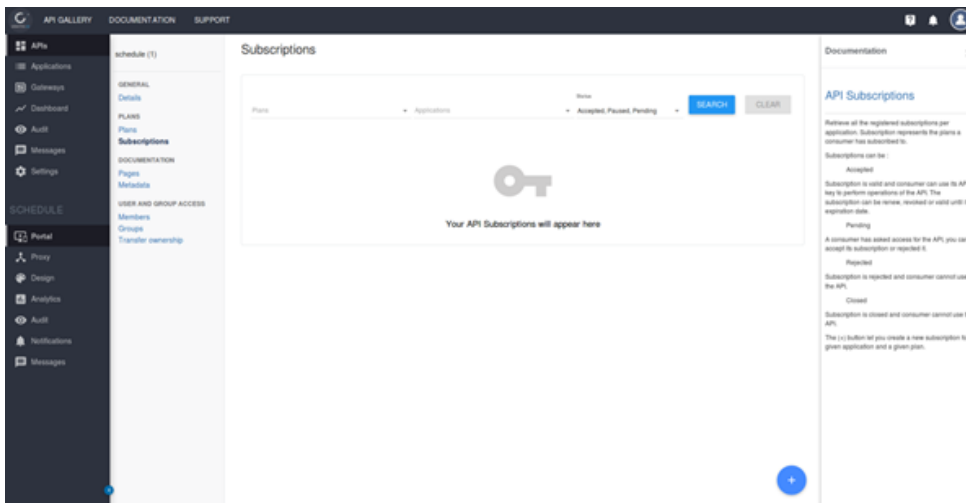 API GALLERY
DOCUMENTATION
SUPPORT
APIs
Applications
Gateways
Dashboard
Audit
Messages
Settings
SCHEDULE
Portal
Proxy
Design
Analytics
Audit
Notifications
Messages
schedule (1)
GENERAL
Details
PLANS
Plans
Subscriptions
DOCUMENTATION
Pages
Metadata
USER AND GROUP ACCESS
Members
Groups
Transfer ownership
Subscriptions
Plans
Applications
Status
Accepted, Paused, Pending
SEARCH
CLEAR
Your API Subscriptions will appear here
+
Documentation
API Subscriptions
Retrieve all the registered subscriptions per
application. Subscription represents the plans a
consumer has subscribed to.
Subscriptions can be :
Accepted
Subscription is valid and consumer can use its AP
key to perform operations of the API. The
subscription can be renew, revoked or valid until
expiration date.
Pending
A consumer has asked access for the API, you can
accept its subscription or rejected it.
Rejected
Subscription is rejected and consumer cannot use
the API.
Closed
Subscription is closed and consumer cannot use
API.
The (+) button let you create a new subscription
given application and a given plan.